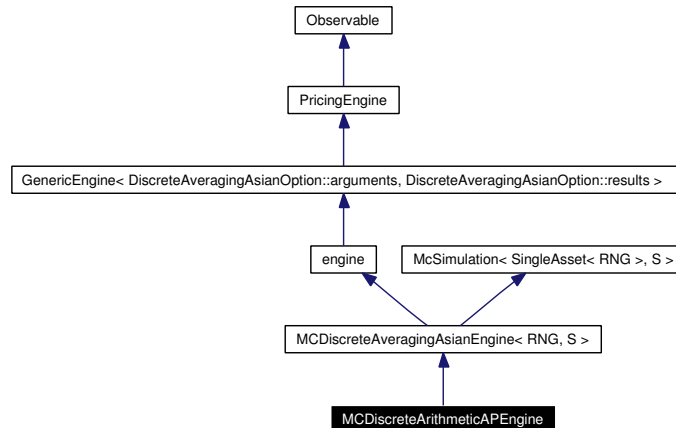 Observable
PricingEngine
GenericEngine< DiscreteAveragingAsianOption::arguments, DiscreteAveragingAsianOption::results >
engine
McSimulation< SingleAsset< RNG >, S >
MCDiscreteAveragingAsianEngine< RNG, S >
MCDiscreteArithmeticAPEngine